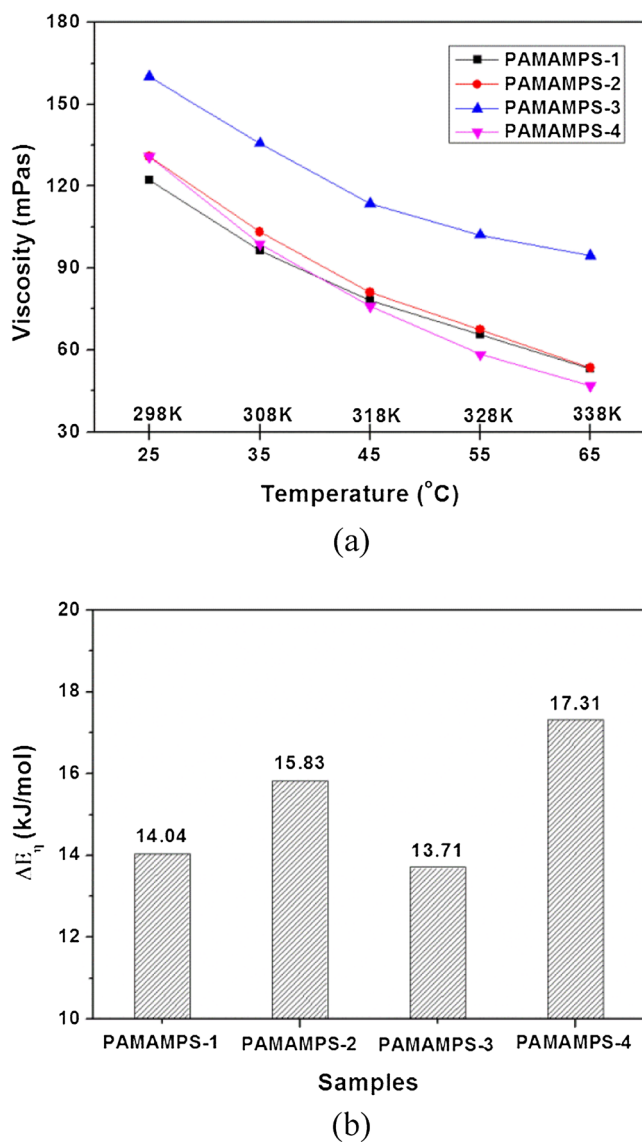 180
150
120
90
60
30
Viscosity (mPas)
PAMAMPS-1
PAMAMPS-2
PAMAMPS-3
PAMAMPS-4
298K 308K 318K 328K 338K
25 35 45 55 65
Temperature (°C)
(a)
20
18
16
14
12
10
ΔE_η (kJ/mol)
14.04
15.83
13.71
17.31
PAMAMPS-1 PAMAMPS-2 PAMAMPS-3 PAMAMPS-4
Samples
(b)